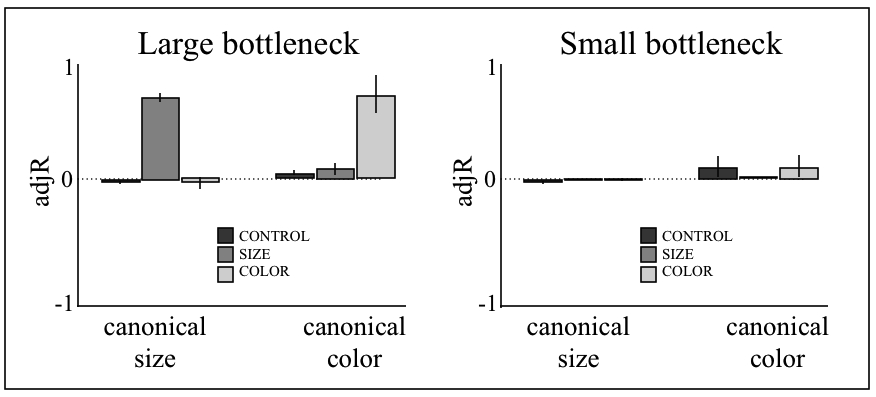 Large bottleneck
1
adjR
0
-1
CONTROL
SIZE
COLOR
canonical
size
canonical
color
Small bottleneck
1
adjR
0
-1
CONTROL
SIZE
COLOR
canonical
size
canonical
color